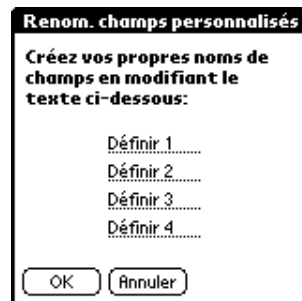 Renom. champs personnalisés
Créez vos propres noms de
champs en modifiant le
texte ci-dessous:
Définir 1
Définir 2
Définir 3
Définir 4
OK Annuler